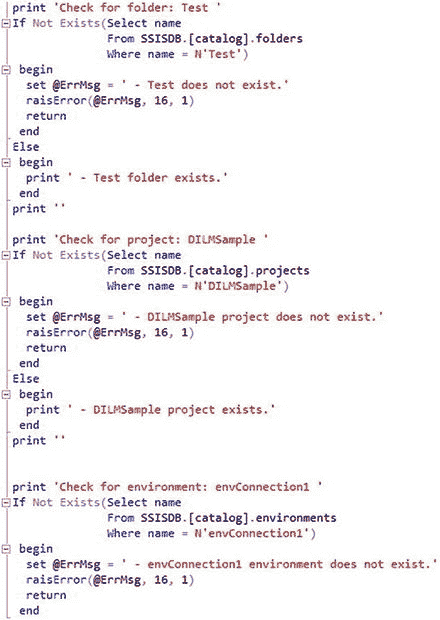 print 'Check for folder: Test '
If Not Exists(Select name
From SSISDB.[catalog].folders
Where name = N'Test')
begin
set @ErrMsg = ' - Test does not exist.'
raisError(@ErrMsg, 16, 1)
return
end
Else
begin
print ' - Test folder exists.'
end
print ''
print 'Check for project: DILMSample '
If Not Exists(Select name
From SSISDB.[catalog].projects
Where name = N'DILMSample')
begin
set @ErrMsg = ' - DILMSample project does not exist.'
raisError(@ErrMsg, 16, 1)
return
end
Else
begin
print ' - DILMSample project exists.'
end
print ''
print 'Check for environment: envConnection1 '
If Not Exists(Select name
From SSISDB.[catalog].environments
Where name = N'envConnection1')
begin
set @ErrMsg = ' - envConnection1 environment does not exist.'
raisError(@ErrMsg, 16, 1)
return
end